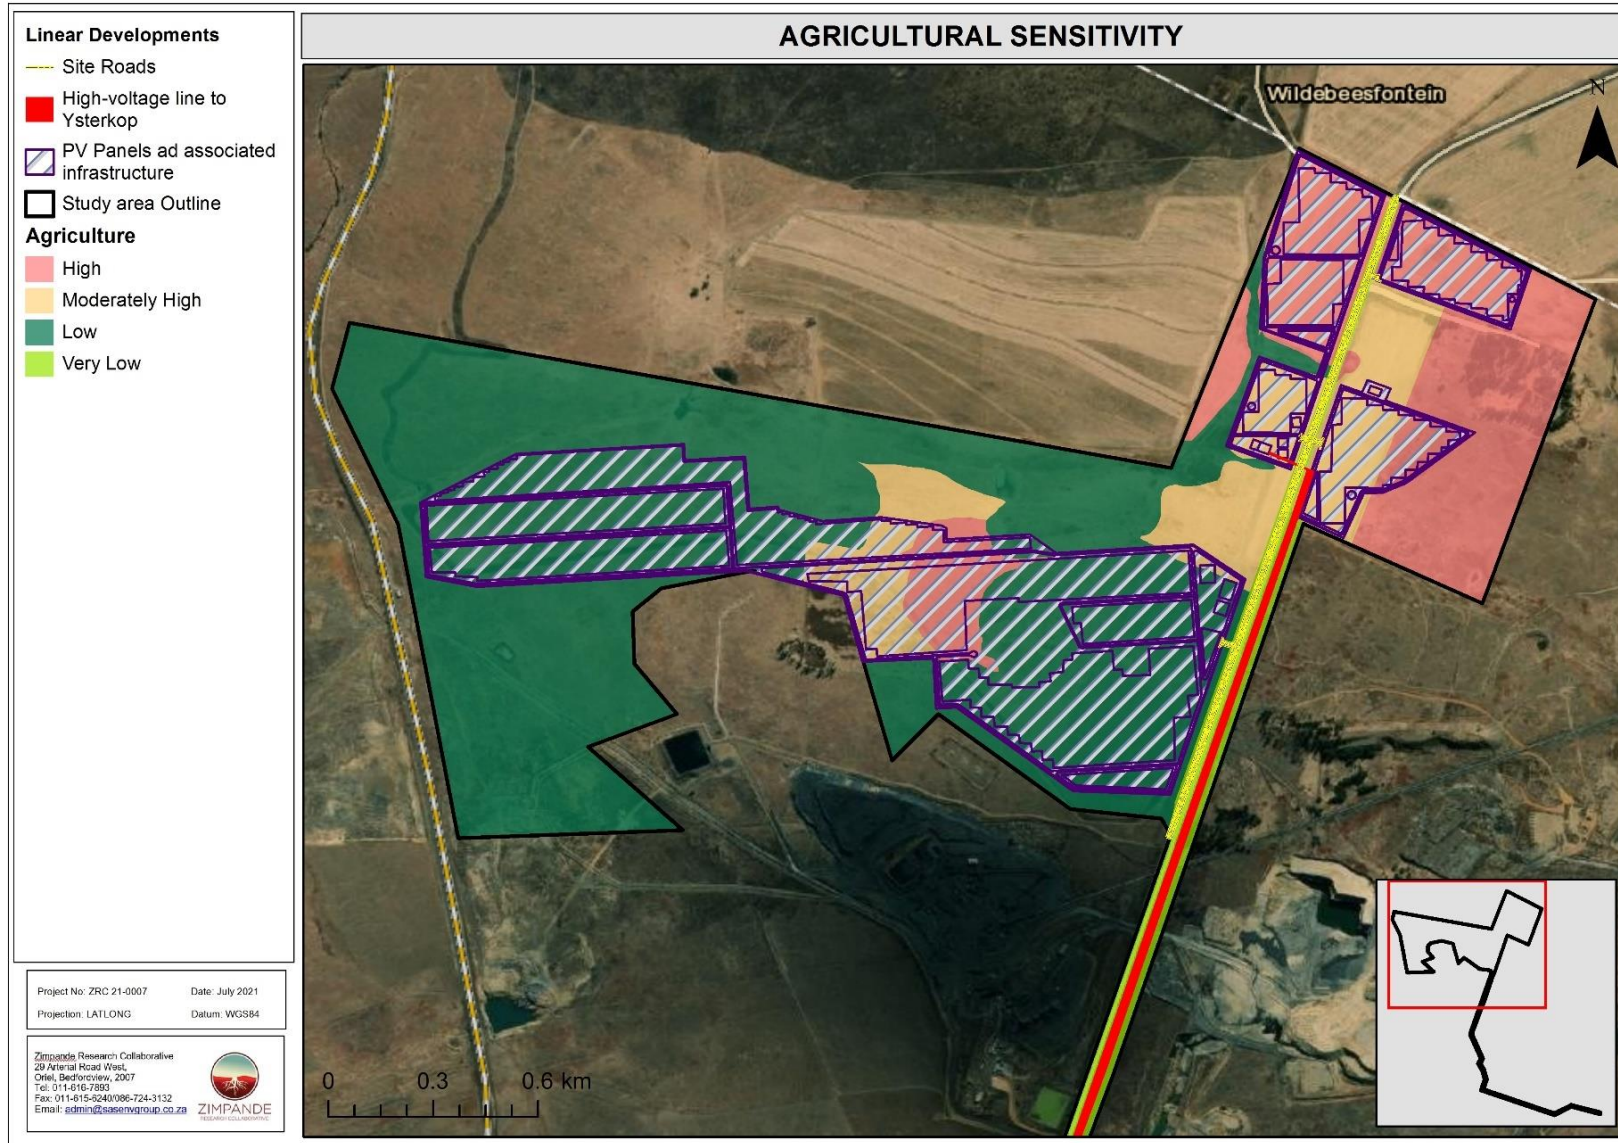 AGRICULTURAL SENSITIVITY
Linear Developments
Site Roads
High-voltage line to
Ysterkop
PV Panels ad associated
infrastructure
Study area Outline
Agriculture
High
Moderately High
Low
Very Low
Wildebeesfontein
N
0 0.3 0.6 km
Project No: ZRC 21-0007 Date: July 2021
Projection: LATLONG Datum: WGS84
Zimpande Research Collaborative
29 Arterial Road West,
Oriel, Bedfordview, 2007
Tel: 011-616-7893
Fax: 011-615-6240/086-724-3132
Email: admin@sasenvgroup.co.za
ZIMPANDE
RESEARCH COLLABORATIVE